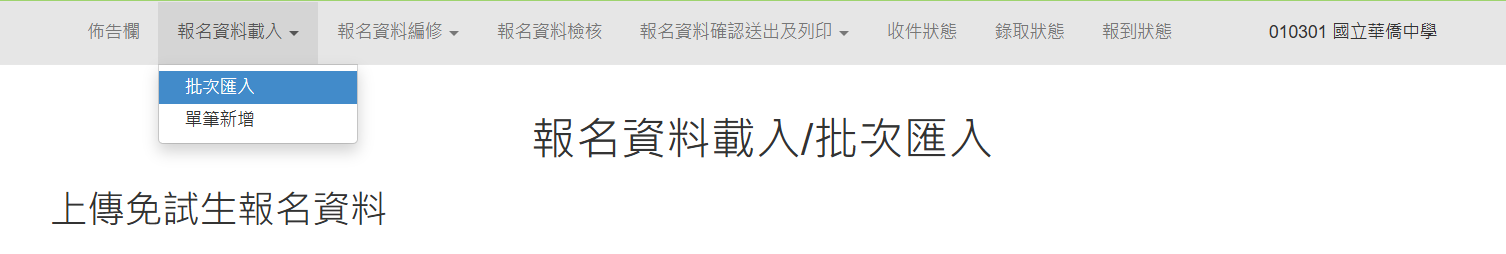 佈告欄 報名資料載入 報名資料編修 報名資料檢核 報名資料確認送出及列印 收件狀態 錄取狀態 報到狀態 010301 國立華僑中學
批次匯入
單筆新增
報名資料載入/批次匯入
上傳免試生報名資料